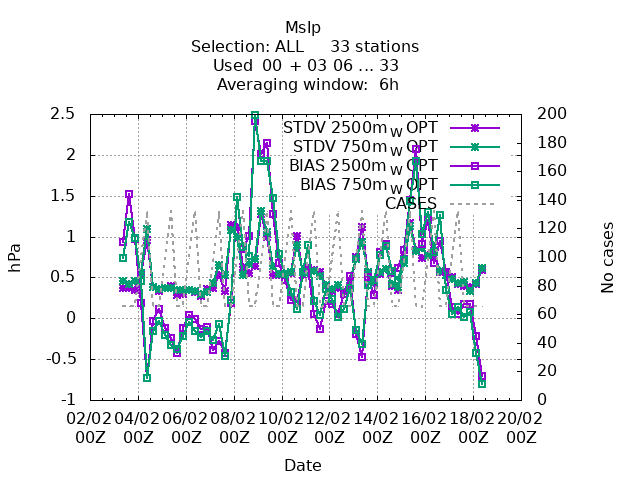 Mslp
Selection: ALL 33 stations
Used 00 + 03 06 ... 33
Averaging window: 6h
STDV 2500m_w OPT
STDV 750m_w OPT
BIAS 2500m_w OPT
BIAS 750m_w OPT
CASES
hPa
2.5
2
1.5
1
0.5
0
-0.5
-1
No cases
200
180
160
140
120
100
80
60
40
20
0
02/02 04/02 06/02 08/02 10/02 12/02 14/02 16/02 18/02 20/02
00Z 00Z 00Z 00Z 00Z 00Z 00Z 00Z 00Z 00Z
Date